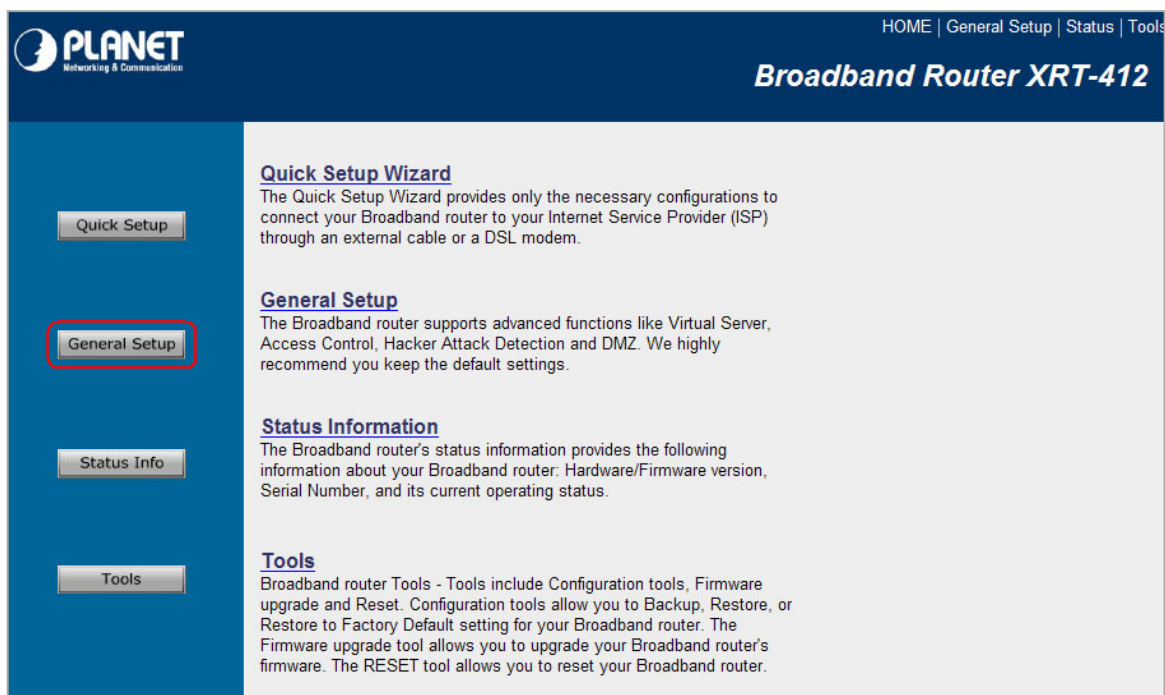 PLANET
Networking & Communication
HOME | General Setup | Status | Tools
Broadband Router XRT-412
Quick Setup
General Setup
Status Info
Tools
Quick Setup Wizard
The Quick Setup Wizard provides only the necessary configurations to
connect your Broadband router to your Internet Service Provider (ISP)
through an external cable or a DSL modem.
General Setup
The Broadband router supports advanced functions like Virtual Server,
Access Control, Hacker Attack Detection and DMZ. We highly
recommend you keep the default settings.
Status Information
The Broadband router's status information provides the following
information about your Broadband router: Hardware/Firmware version,
Serial Number, and its current operating status.
Tools
Broadband router Tools - Tools include Configuration tools, Firmware
upgrade and Reset. Configuration tools allow you to Backup, Restore, or
Restore to Factory Default setting for your Broadband router. The
Firmware upgrade tool allows you to upgrade your Broadband router's
firmware. The RESET tool allows you to reset your Broadband router.